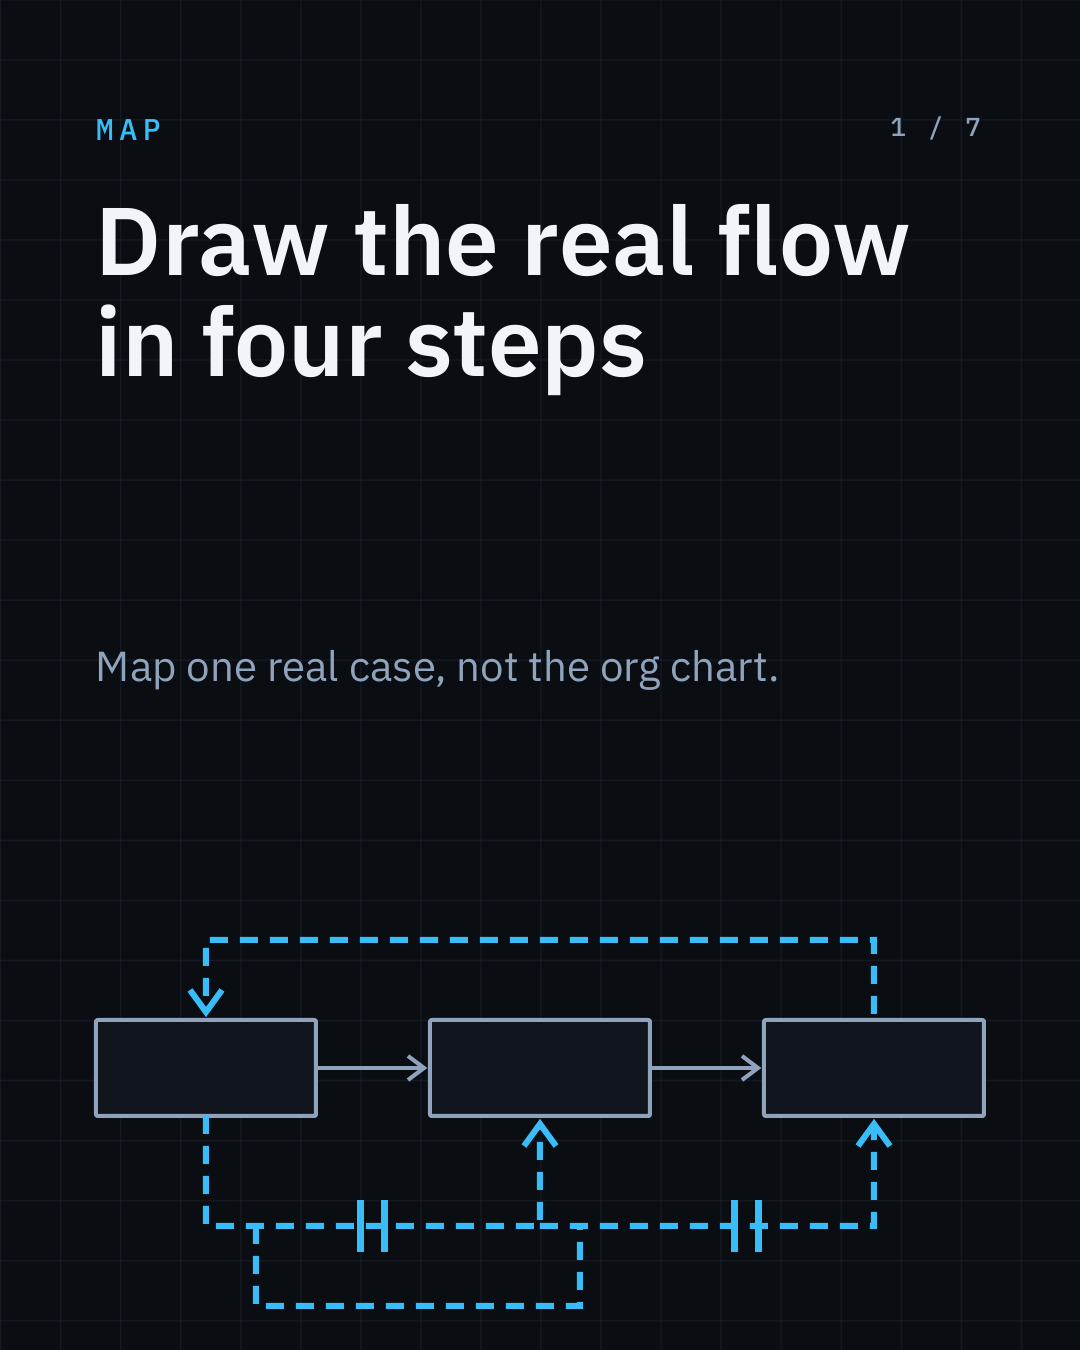 MAP
1 / 7
Draw the real flow
in four steps
Map one real case, not the org chart.